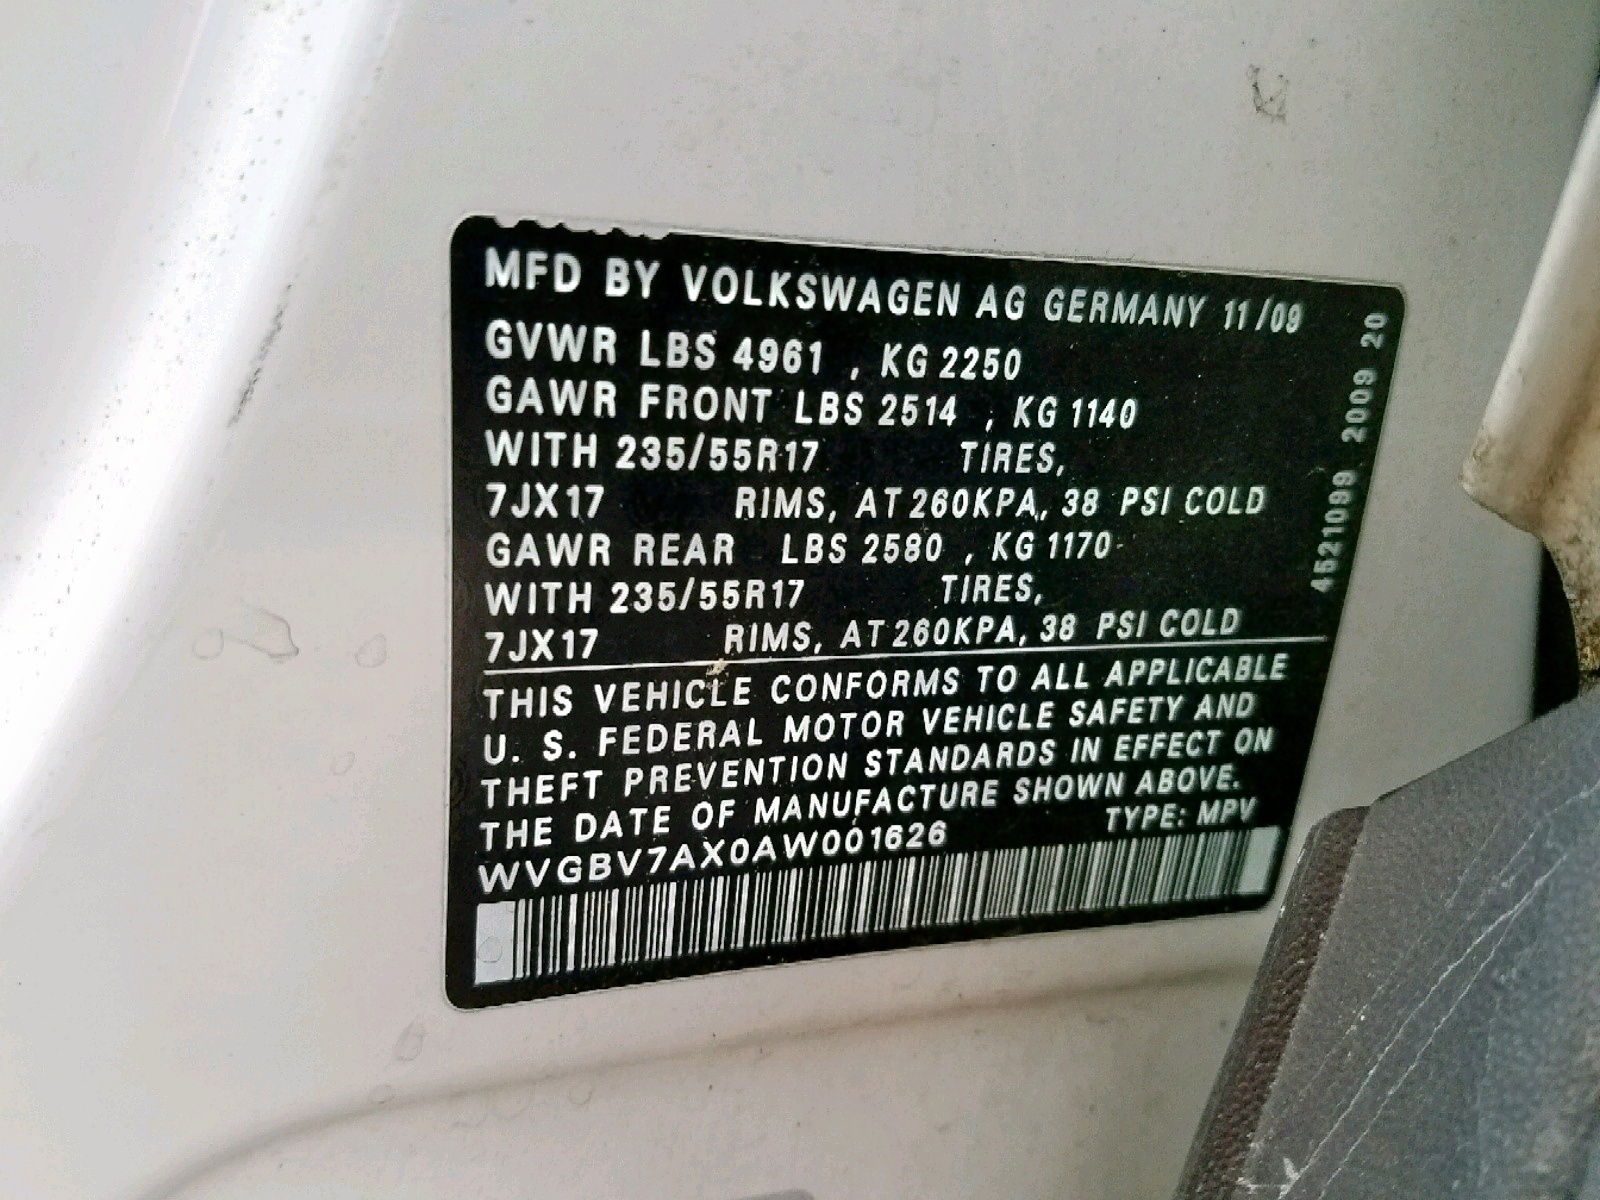 MFD BY VOLKSWAGEN AG GERMANY 11/09
GVWR LBS 4961 , KG 2250
GAWR FRONT LBS 2514 , KG 1140
WITH 235/55R17 TIRES,
7JX17 RIMS, AT 260KPA, 38 PSI COLD
GAWR REAR LBS 2580 , KG 1170
WITH 235/55R17 TIRES,
7JX17 RIMS, AT 260KPA, 38 PSI COLD
THIS VEHICLE CONFORMS TO ALL APPLICABLE
U. S. FEDERAL MOTOR VEHICLE SAFETY AND
THEFT PREVENTION STANDARDS IN EFFECT ON
THE DATE OF MANUFACTURE SHOWN ABOVE.
WVGBV7AX0AW001626 TYPE: MPV
4521099 2009 20